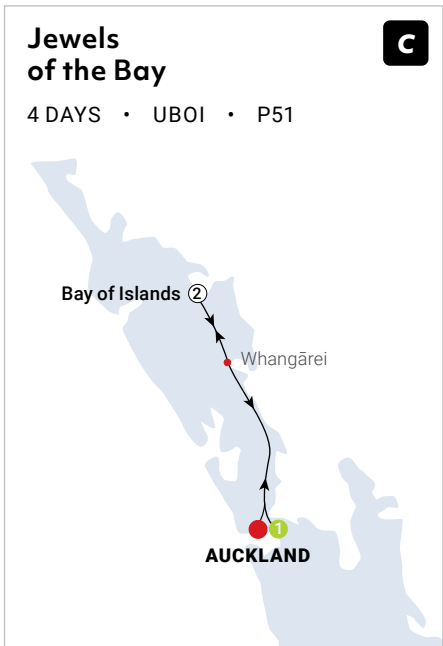 Jewels
of the Bay
C
4 DAYS • UBOI • P51
Bay of Islands 2
Whangārei
1
AUCKLAND